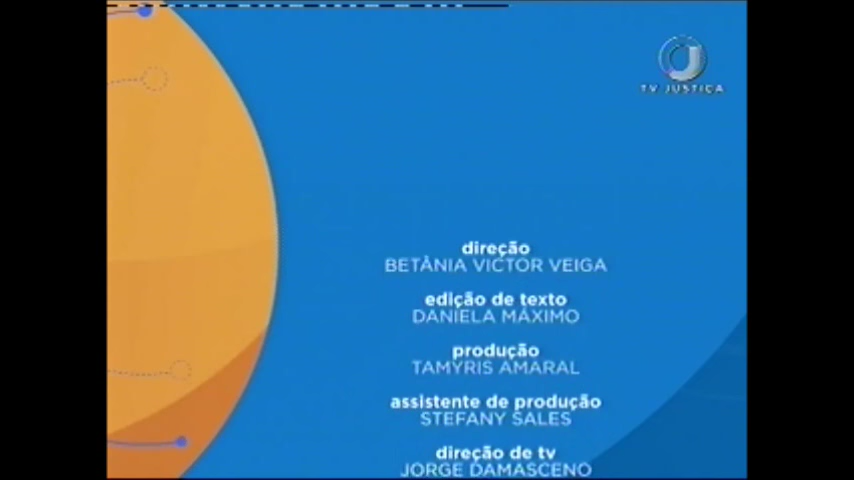 TV JUSTIÇA
direção
BETÂNIA VICTOR VEIGA
edição de texto
DANIELA MÁXIMO
produção
TAMYRIS AMARAL
assistente de produção
STEFANY SALES
direção de tv
JORGE DAMASCENO